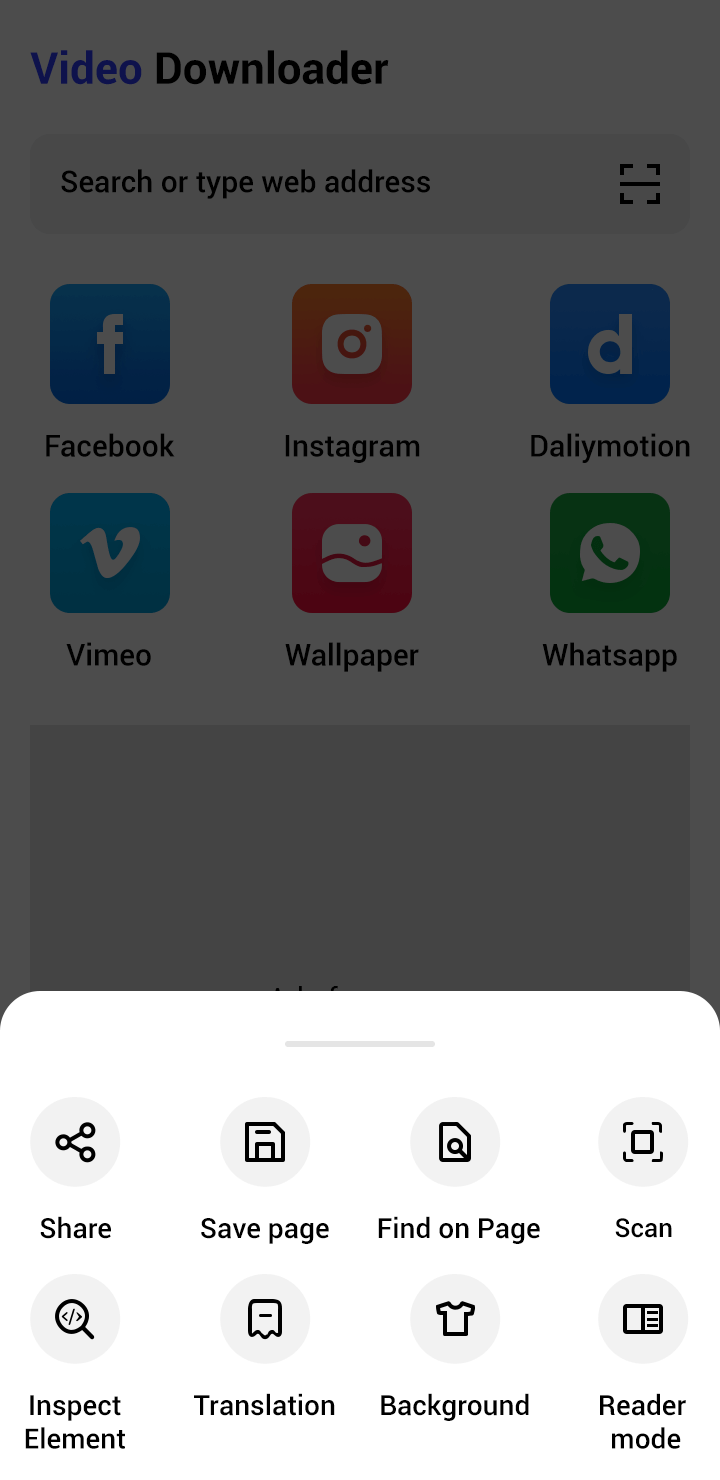 Video Downloader
Search or type web address
Facebook Instagram Daliymotion
Vimeo Wallpaper Whatsapp
Share Save page Find on Page Scan
Inspect Element Translation Background Reader mode